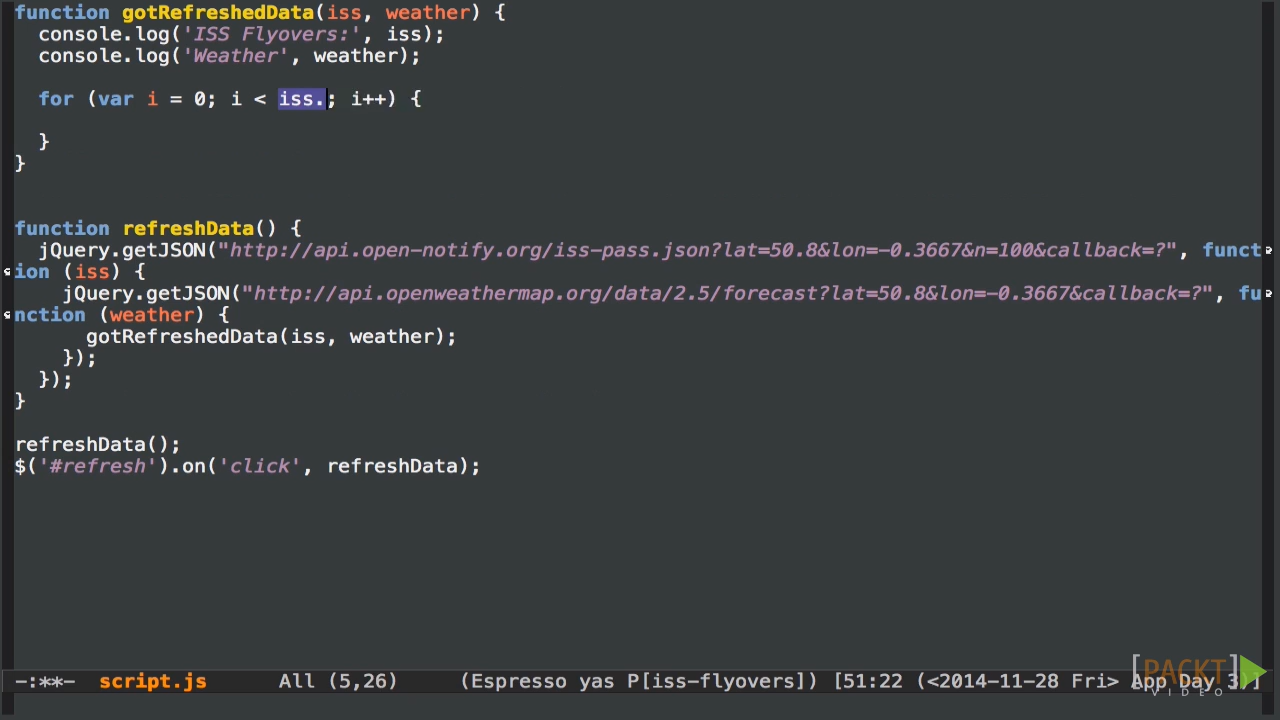 function gotRefreshedData(iss, weather) {
console.log('ISS Flyovers:', iss);
console.log('Weather', weather);
for (var i = 0; i < iss.; i++) {
}
}
function refreshData() {
jQuery.getJSON("http://api.open-notify.org/iss-pass.json?lat=50.8&lon=-0.3667&n=100&callback=?", funct
ion (iss) {
jQuery.getJSON("http://api.openweathermap.org/data/2.5/forecast?lat=50.8&lon=-0.3667&callback=?", fu
nction (weather) {
gotRefreshedData(iss, weather);
});
});
}
refreshData();
$('#refresh').on('click', refreshData);
-:**- script.js All (5,26) (Espresso yas P[iss-flyovers]) [51:22 (<2014-11-28 Fri> App Day 3)]
[PACKT]
VIDEO